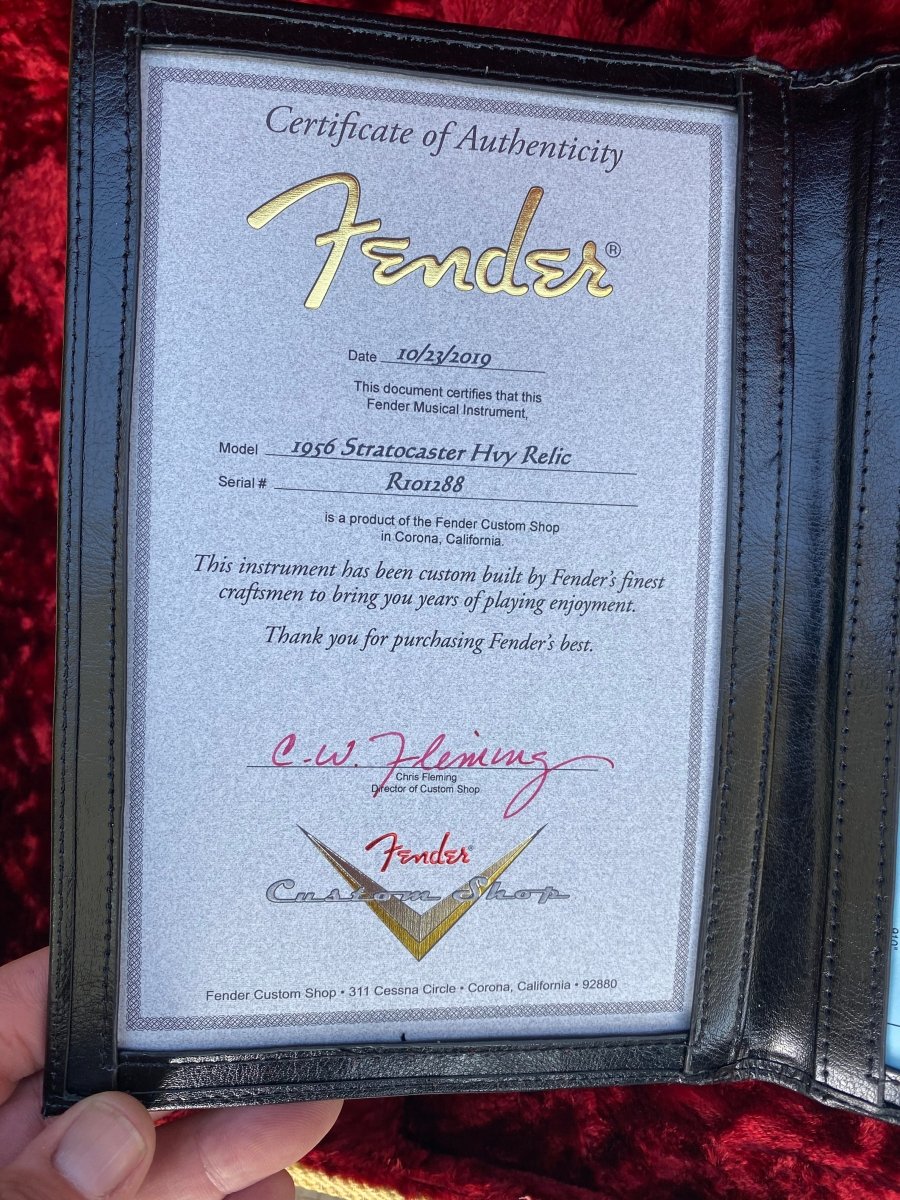 Certificate of Authenticity
Fender®
Date 10/23/2019
This document certifies that this
Fender Musical Instrument,
Model 1956 Stratocaster Hvy Relic
Serial # R101288
is a product of the Fender Custom Shop
in Corona, California.
This instrument has been custom built by Fender's finest
craftsmen to bring you years of playing enjoyment.
Thank you for purchasing Fender's best.
C.W. Fleming
Chris Fleming
Director of Custom Shop
Fender
Custom Shop
Fender Custom Shop • 311 Cessna Circle • Corona, California • 92880